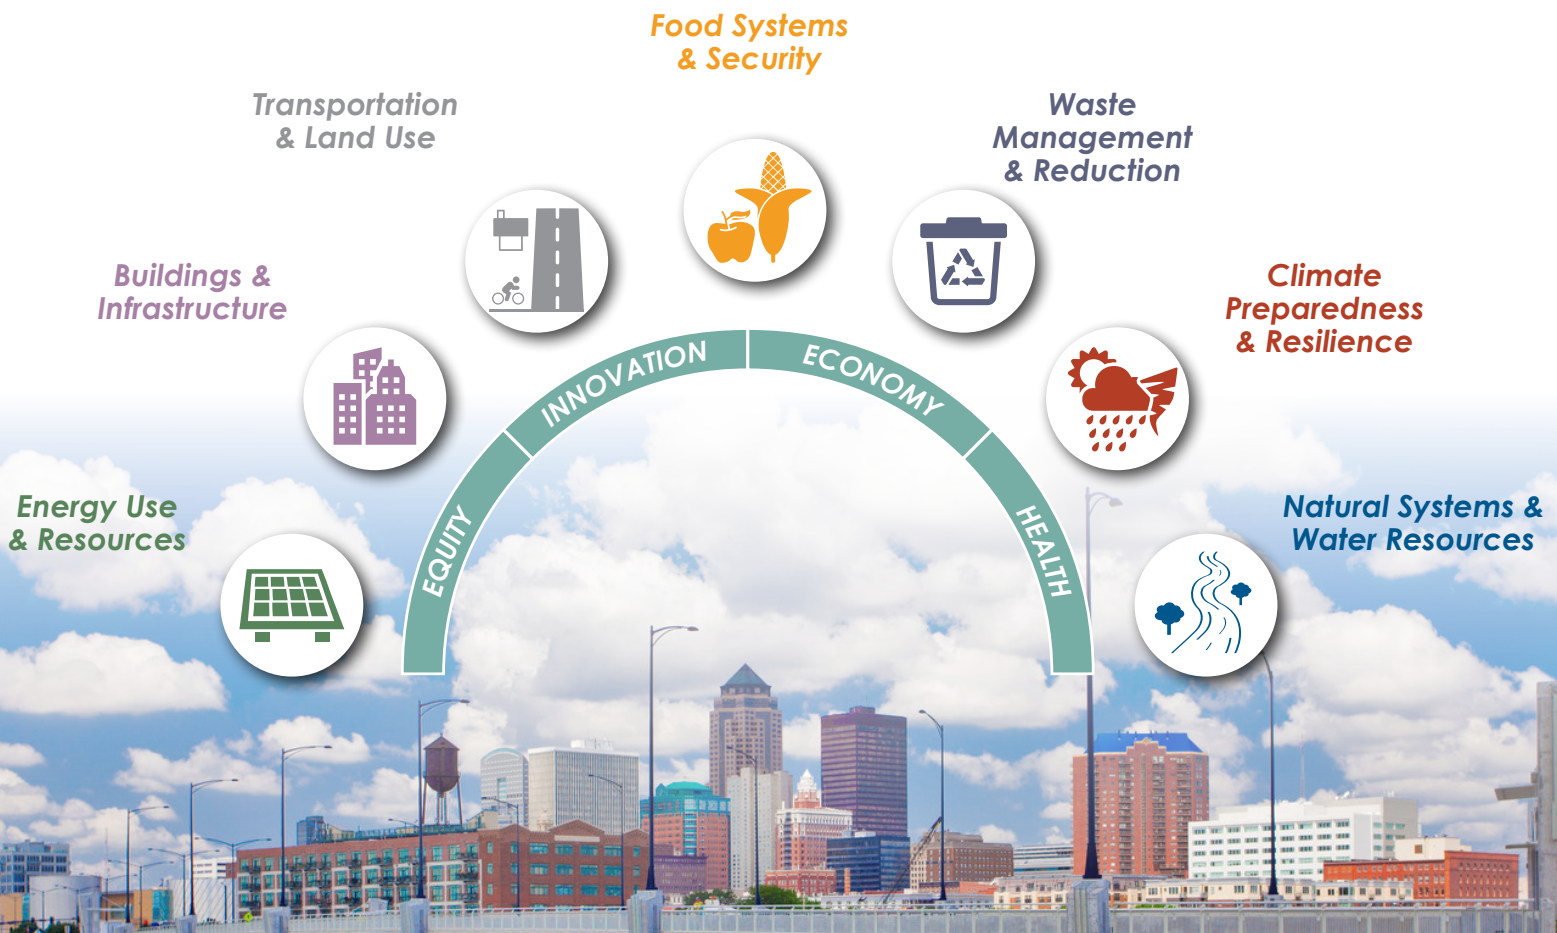 Food Systems
& Security
Transportation
& Land Use
Waste
Management
& Reduction
Buildings &
Infrastructure
Climate
Preparedness
& Resilience
INNOVATION
ECONOMY
Energy Use
& Resources
EQUITY
HEALTH
Natural Systems &
Water Resources